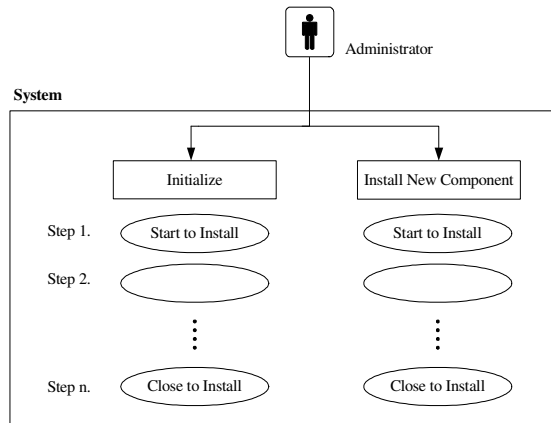 Administrator
System
Initialize
Install New Component
Step 1.
Start to Install
Start to Install
Step 2.
Step n.
Close to Install
Close to Install